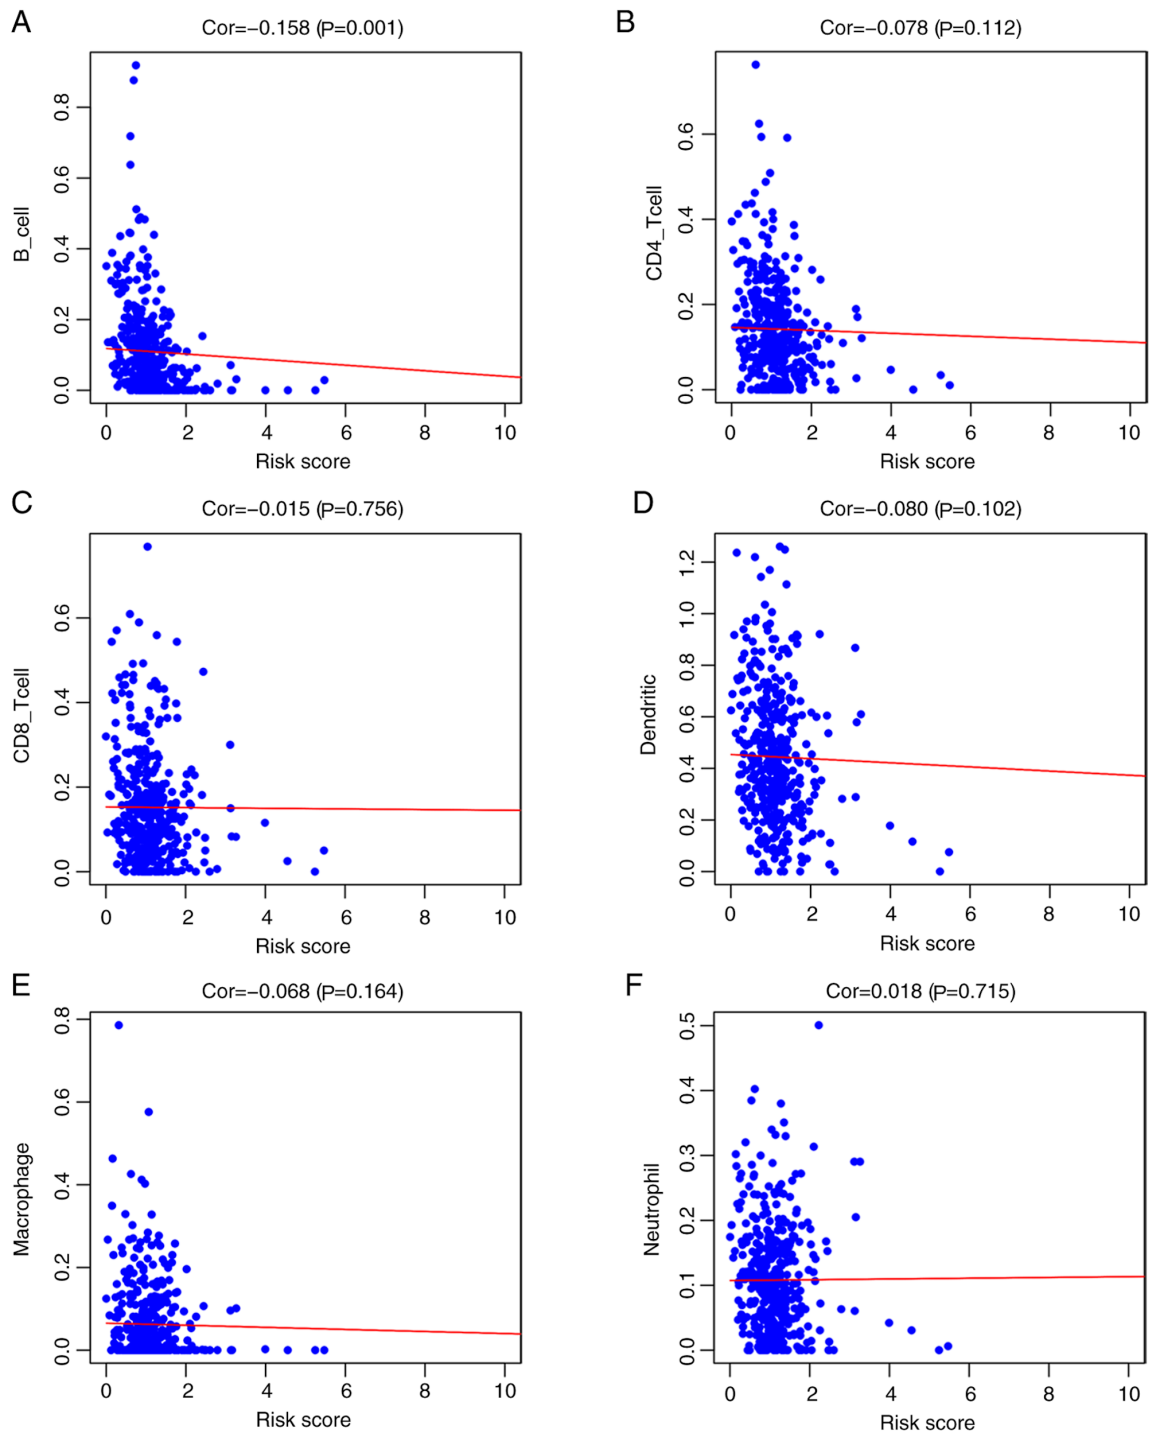 A
Cor=−0.158 (P=0.001)
B_cell
0.8
0.6
0.4
0.2
0.0
0 2 4 6 8 10
Risk score
B
Cor=−0.078 (P=0.112)
CD4_Tcell
0.6
0.4
0.2
0.0
0 2 4 6 8 10
Risk score
C
Cor=−0.015 (P=0.756)
CD8_Tcell
0.6
0.4
0.2
0.0
0 2 4 6 8 10
Risk score
D
Cor=−0.080 (P=0.102)
Dendritic
1.2
1.0
0.8
0.6
0.4
0.2
0.0
0 2 4 6 8 10
Risk score
E
Cor=−0.068 (P=0.164)
Macrophage
0.8
0.6
0.4
0.2
0.0
0 2 4 6 8 10
Risk score
F
Cor=0.018 (P=0.715)
Neutrophil
0.5
0.4
0.3
0.2
0.1
0.0
0 2 4 6 8 10
Risk score